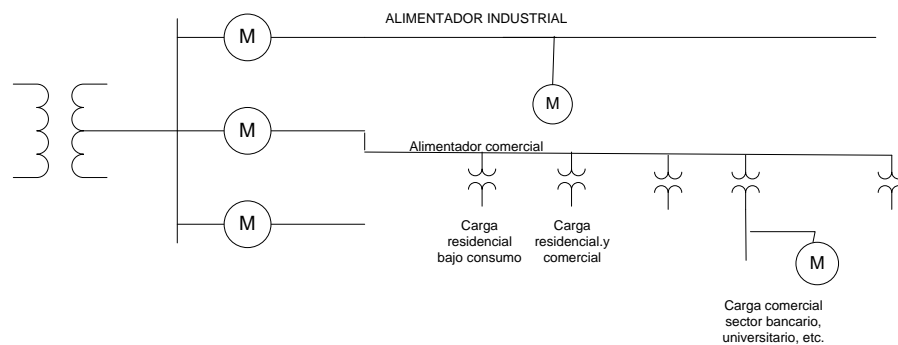 ALIMENTADOR INDUSTRIAL
M
M
M
Alimentador comercial
M
Carga
residencial
bajo consumo
Carga
residencial.y
comercial
M
Carga comercial
sector bancario,
universitario, etc.